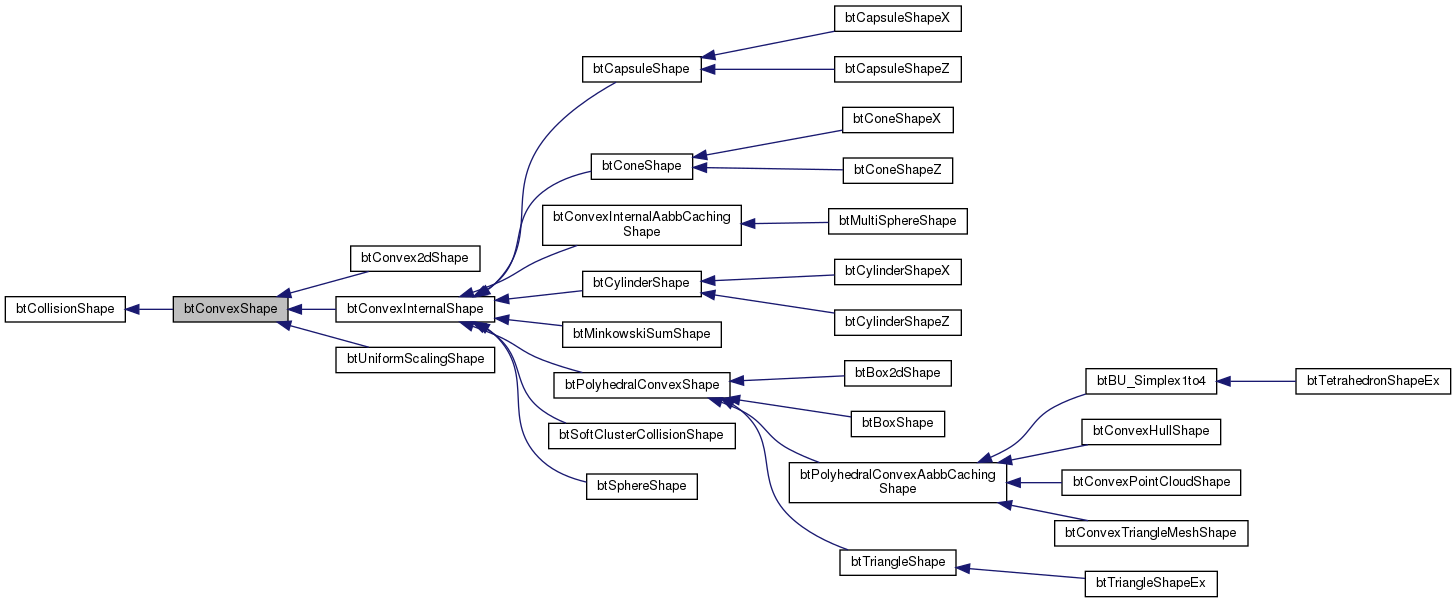 btCapsuleShapeX
btCapsuleShape
btCapsuleShapeZ
btConeShapeX
btConeShape
btConeShapeZ
btConvexInternalAabbCaching
Shape
btMultiSphereShape
btConvex2dShape
btCylinderShapeX
btCylinderShape
btCollisionShape
btConvexShape
btConvexInternalShape
btCylinderShapeZ
btMinkowskiSumShape
btUniformScalingShape
btBox2dShape
btPolyhedralConvexShape
btBU_Simplex1to4
btTetrahedronShapeEx
btBoxShape
btConvexHullShape
btSoftClusterCollisionShape
btPolyhedralConvexAabbCaching
Shape
btConvexPointCloudShape
btSphereShape
btConvexTriangleMeshShape
btTriangleShape
btTriangleShapeEx